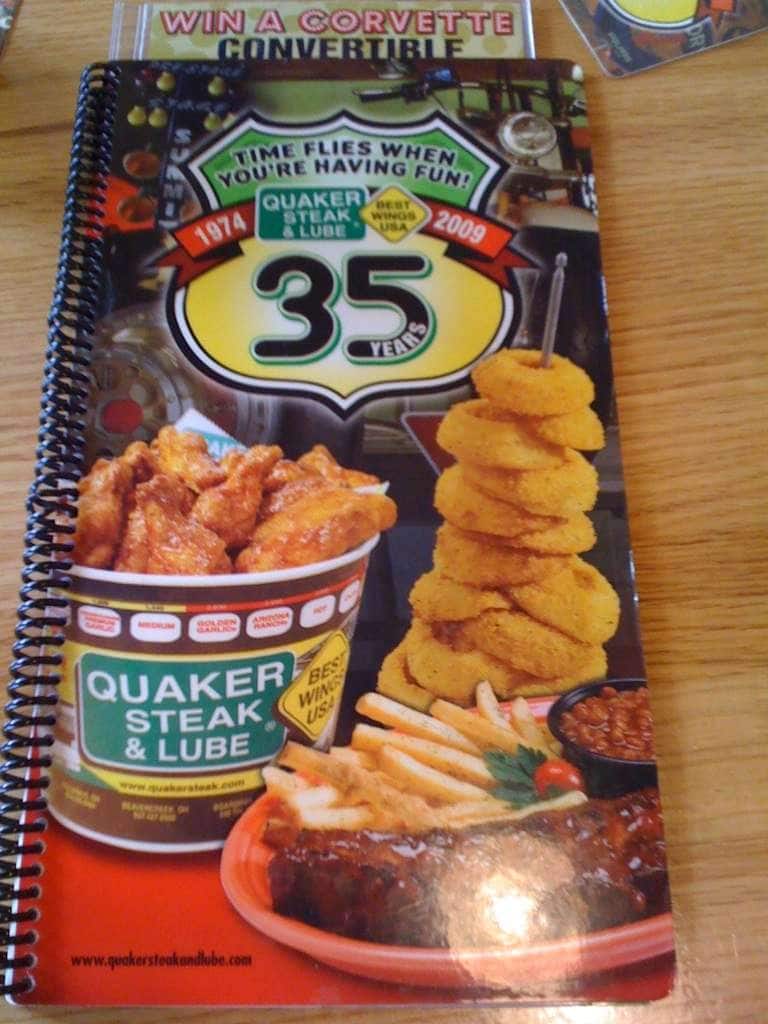 WIN A CORVETTE
CONVERTIBLE
TIME FLIES WHEN
YOU'RE HAVING FUN!
1974
QUAKER
STEAK
& LUBE
BEST
WINGS
USA
2009
35
YEARS
MEDIUM
GOLDEN
GARLIC
ARIZONA
RANCH
HOT
QUAKER
STEAK
& LUBE
BEST
WINGS
USA
www.quakersteak.com
BEAVERCREEK, OH
www.quakersteakandlube.com